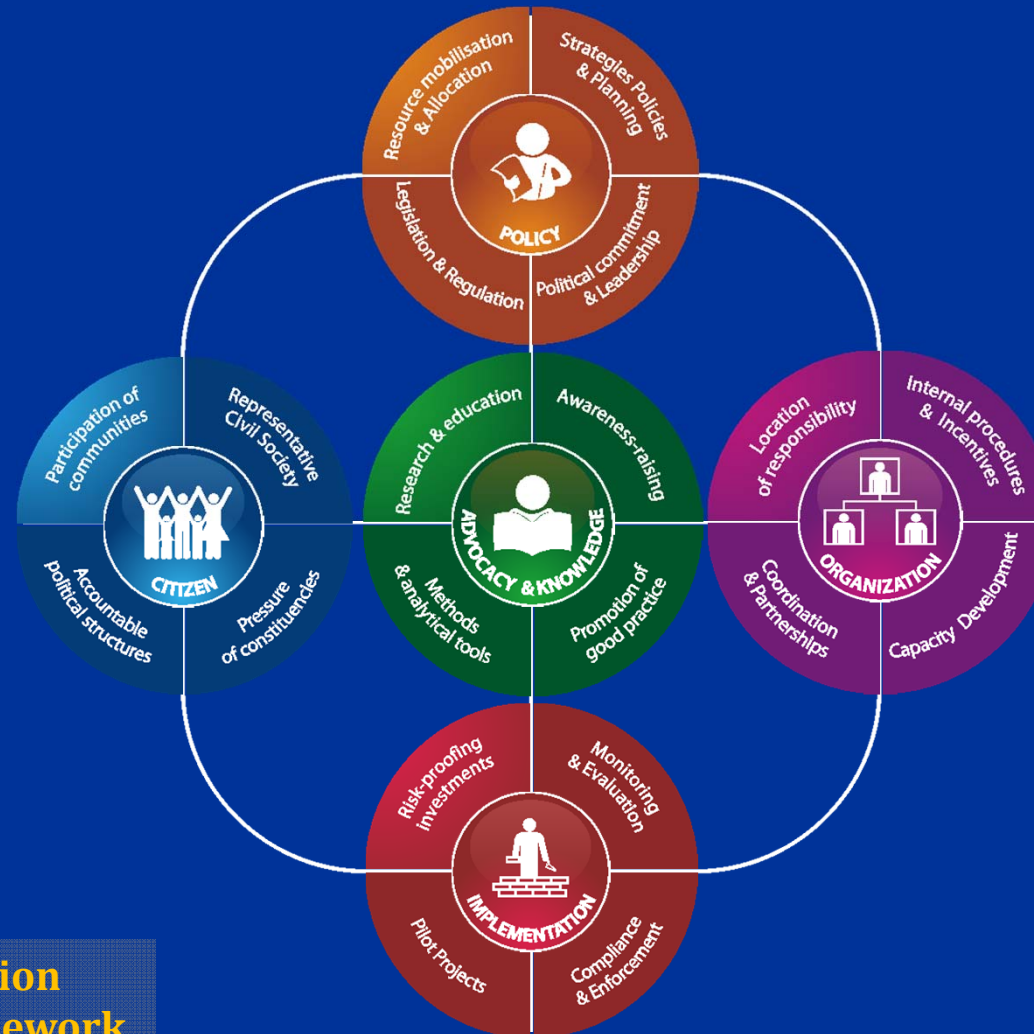 Resource mobilisation
& Allocation
Strategies Policies
& Planning
Legislation & Regulation
Political commitment
& Leadership
POLICY
Participation of
communities
Representative
Civil Society
Accountable
political structures
Pressure
of constituencies
CITIZEN
Research & education
Awareness-raising
Methods
& analytical tools
Promotion of
good practice
ADVOCACY & KNOWLEDGE
Location
of responsibility
Internal procedures
& Incentives
Coordination
& Partnerships
Capacity Development
ORGANIZATION
Risk-proofing
investments
Monitoring
& Evaluation
Pilot Projects
Compliance
& Enforcement
IMPLEMENTATION